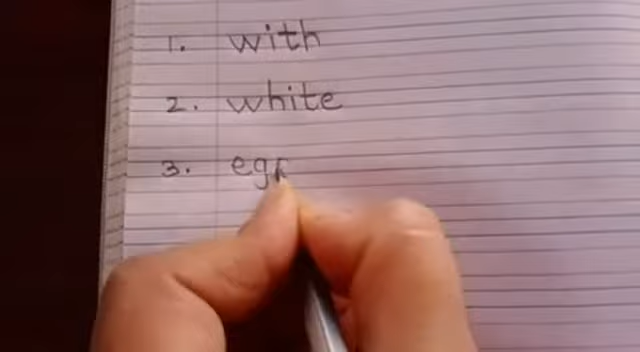 1. with
2. white
3. eg